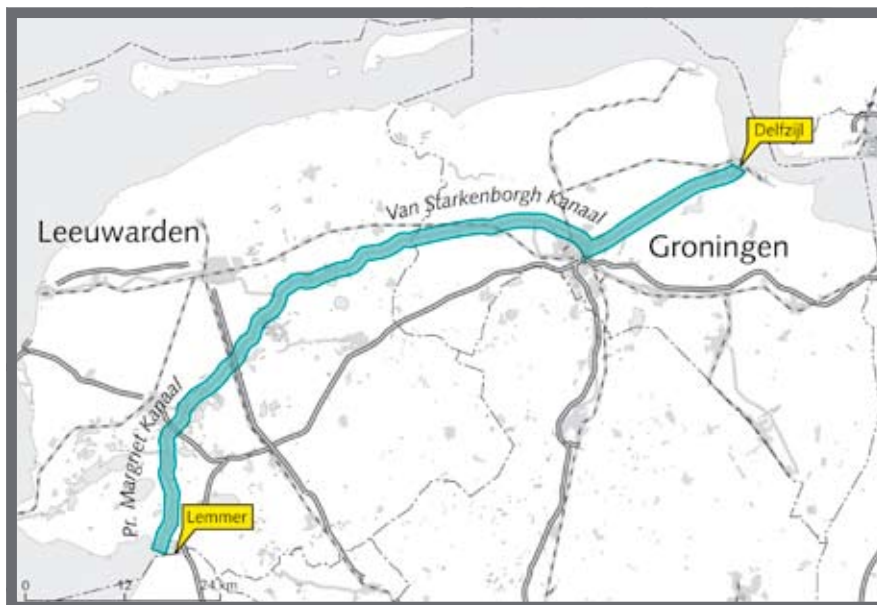 Delfzijl
Van Starkenborgh Kanaal
Leeuwarden
Groningen
Pr. Margriet Kanaal
Lemmer
0 12 24 km